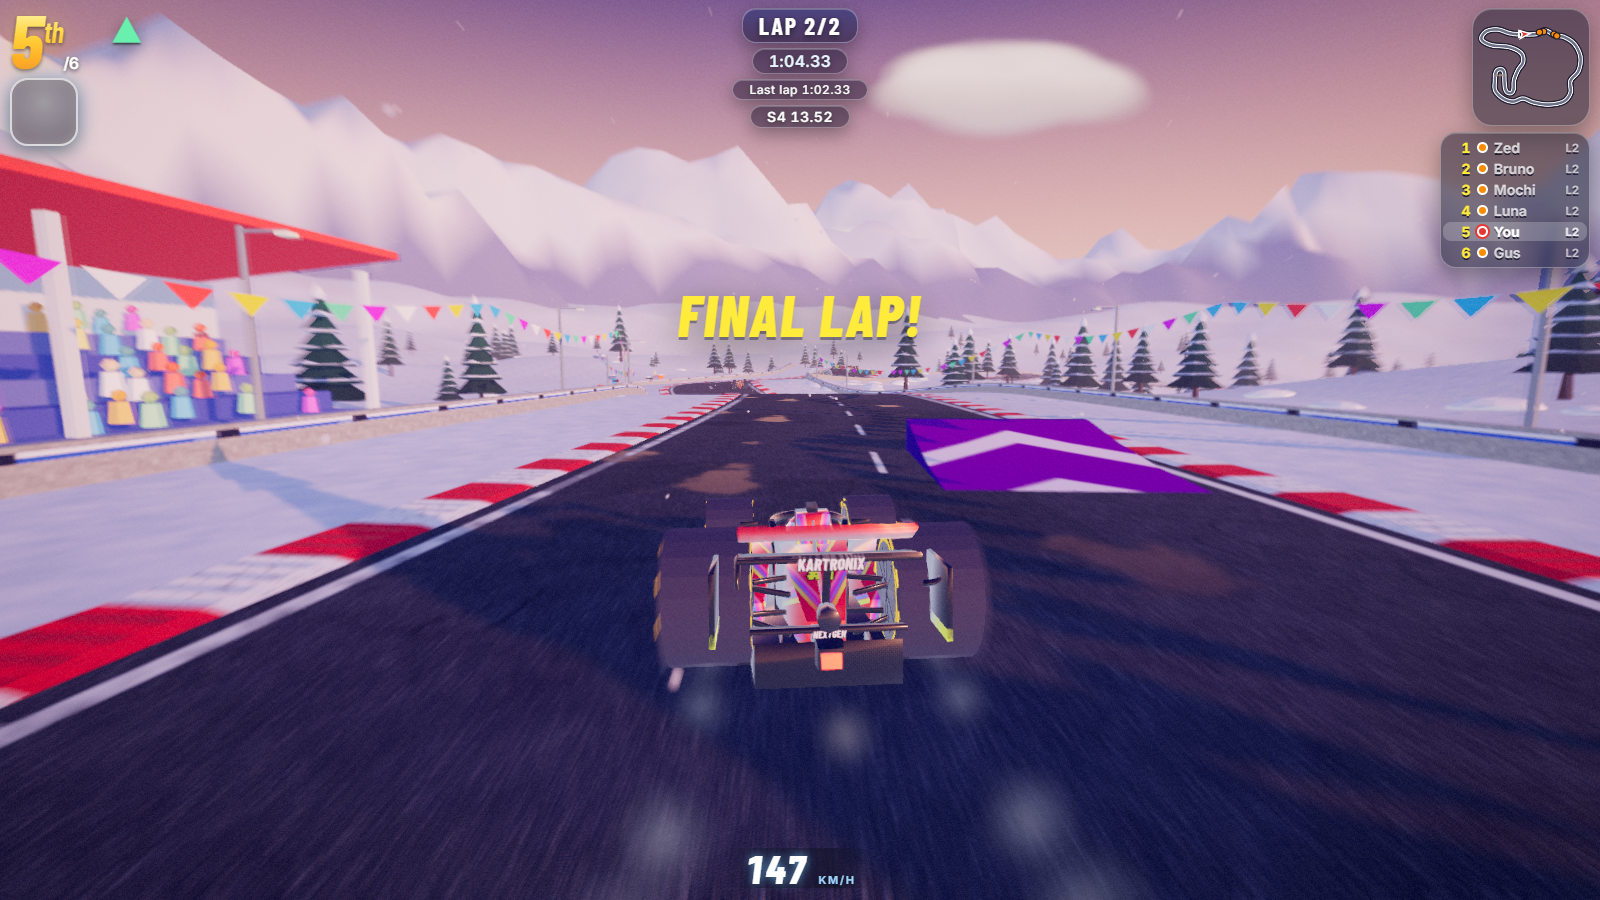 5th
/6
LAP 2/2
1:04.33
Last lap 1:02.33
S4 13.52
1 Zed L2
2 Bruno L2
3 Mochi L2
4 Luna L2
5 You L2
6 Gus L2
FINAL LAP!
KARTRONIX
NEXTGEN
147 KM/H